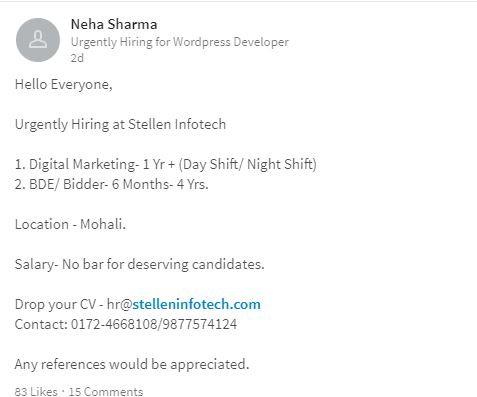 Neha Sharma
Urgently Hiring for Wordpress Developer
2d
Hello Everyone,
Urgently Hiring at Stellen Infotech
1. Digital Marketing- 1 Yr + (Day Shift/ Night Shift)
2. BDE/ Bidder- 6 Months- 4 Yrs.
Location - Mohali.
Salary- No bar for deserving candidates.
Drop your CV - hr@stelleninfotech.com
Contact: 0172-4668108/9877574124
Any references would be appreciated.
83 Likes · 15 Comments